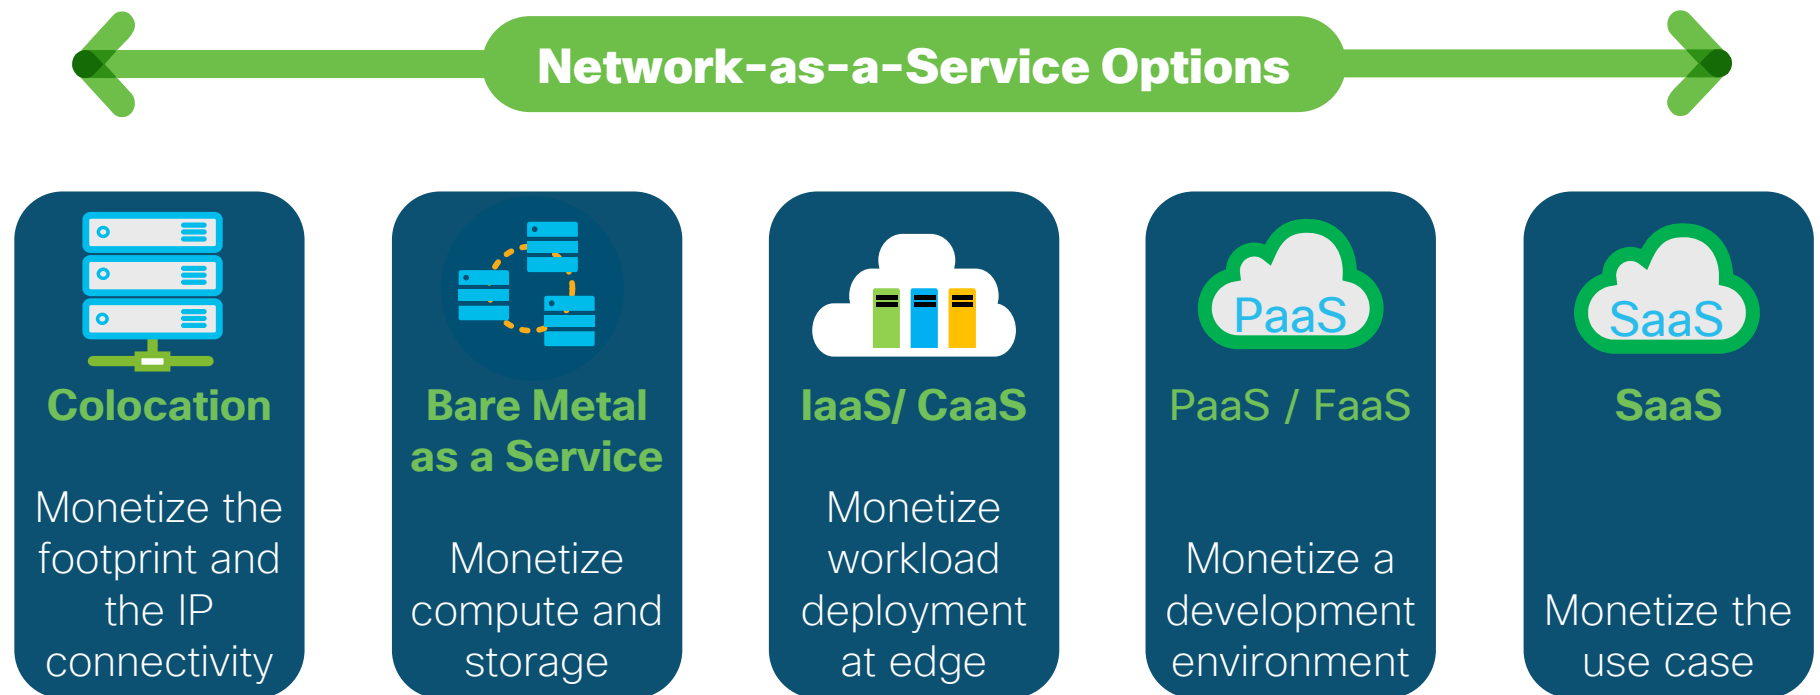 Network-as-a-Service Options
Colocation
Monetize the
footprint and
the IP
connectivity
Bare Metal
as a Service
Monetize
compute and
storage
IaaS/ CaaS
Monetize
workload
deployment
at edge
PaaS
PaaS / FaaS
Monetize a
development
environment
SaaS
SaaS
Monetize the
use case